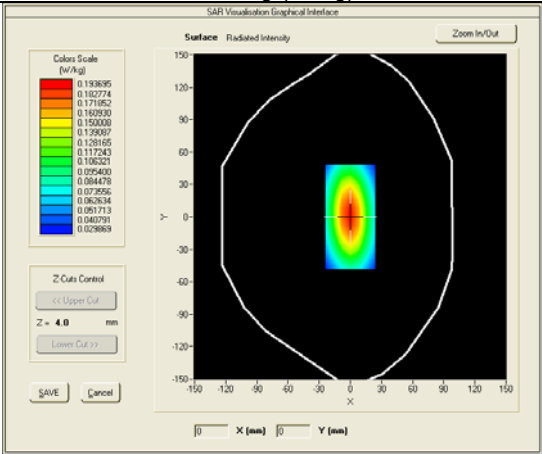 SAR Visualisation Graphical Interface
Surface Radiated Intensity
Zoom In/Out
Colors Scale
(W/kg)
0.193695
0.182774
0.171852
0.160930
0.150008
0.139087
0.128165
0.117243
0.106321
0.095400
0.084478
0.073556
0.062634
0.051713
0.040791
0.029869
Z-Cuts Control
<< Upper Cut
Z = 4.0 mm
Lower Cut >>
SAVE
Cancel
150
120
90
60
30
0
-30
-60
-90
-120
-150
Y
-150 -120 -90 -60 -30 0 30 60 90 120 150
X
0 X (mm) 0 Y (mm)